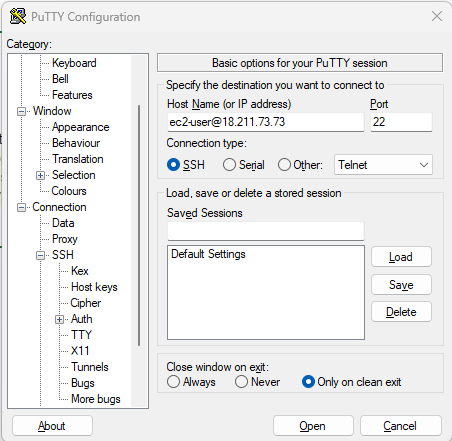 PuTTY Configuration
Category:
Keyboard
Bell
Features
Window
Appearance
Behaviour
Translation
Selection
Colours
Connection
Data
Proxy
SSH
Kex
Host keys
Cipher
Auth
TTY
X11
Tunnels
Bugs
More bugs
Basic options for your PuTTY session
Specify the destination you want to connect to
Host Name (or IP address) Port
ec2-user@18.211.73.73 22
Connection type:
SSH Serial Other: Telnet
Load, save or delete a stored session
Saved Sessions
Default Settings
Load
Save
Delete
Close window on exit:
Always Never Only on clean exit
About Open Cancel